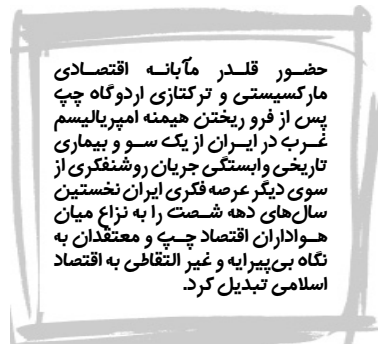 حضور قلدر مآبانه اقتصادی
مارکسیستی و ترکتازی اردوگاه چپ
پس از فرو ریختن هیمنه امپریالیسم
غرب در ایران از یک سو و بیماری
تاریخی وابستگی جریان روشنفکری از
سوی دیگر عرصه فکری ایران نخستین
سال‌های دهه شصت را به نزاع میان
هواداران اقتصاد چپ و معتقدان به
نگاه بی‌پیرایه و غیر التقاطی به اقتصاد
اسلامی تبدیل کرد.